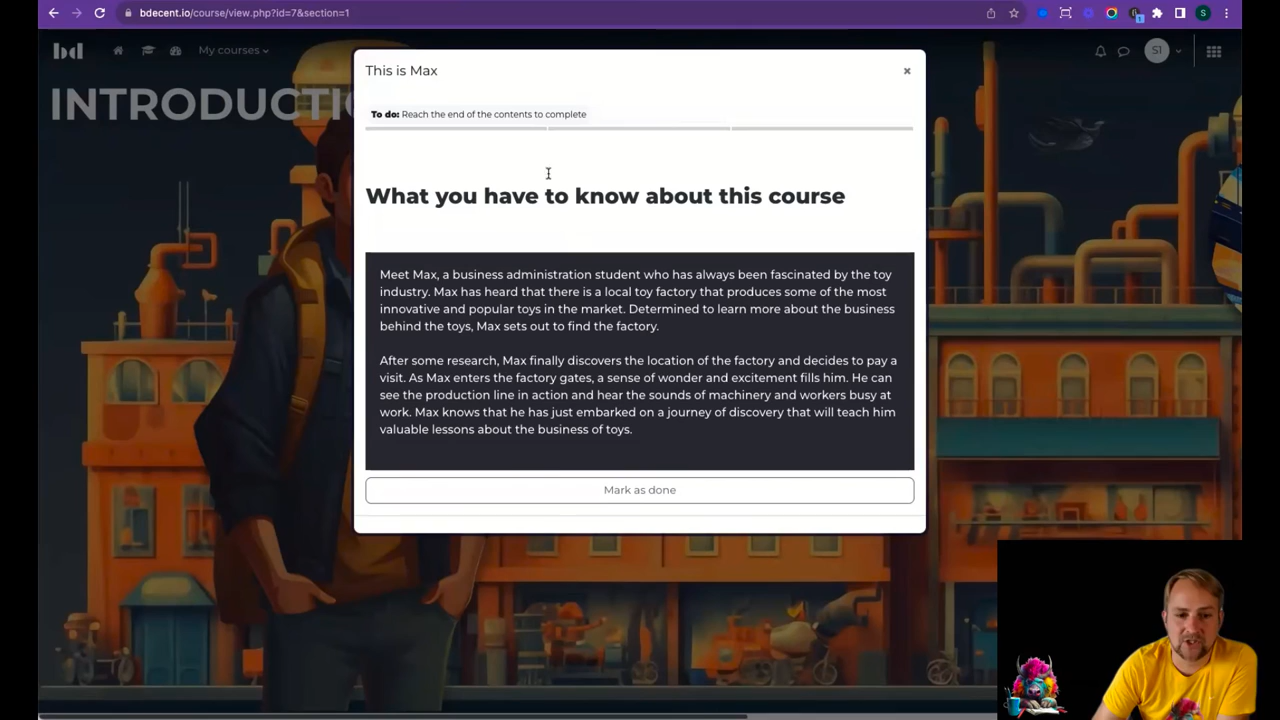 bdecent.io/course/view.php?id=7&section=1
S
bd
My courses
S1
INTRODUCTI
This is Max
×
To do: Reach the end of the contents to complete
What you have to know about this course
Meet Max, a business administration student who has always been fascinated by the toy
industry. Max has heard that there is a local toy factory that produces some of the most
innovative and popular toys in the market. Determined to learn more about the business
behind the toys, Max sets out to find the factory.
After some research, Max finally discovers the location of the factory and decides to pay a
visit. As Max enters the factory gates, a sense of wonder and excitement fills him. He can
see the production line in action and hear the sounds of machinery and workers busy at
work. Max knows that he has just embarked on a journey of discovery that will teach him
valuable lessons about the business of toys.
Mark as done